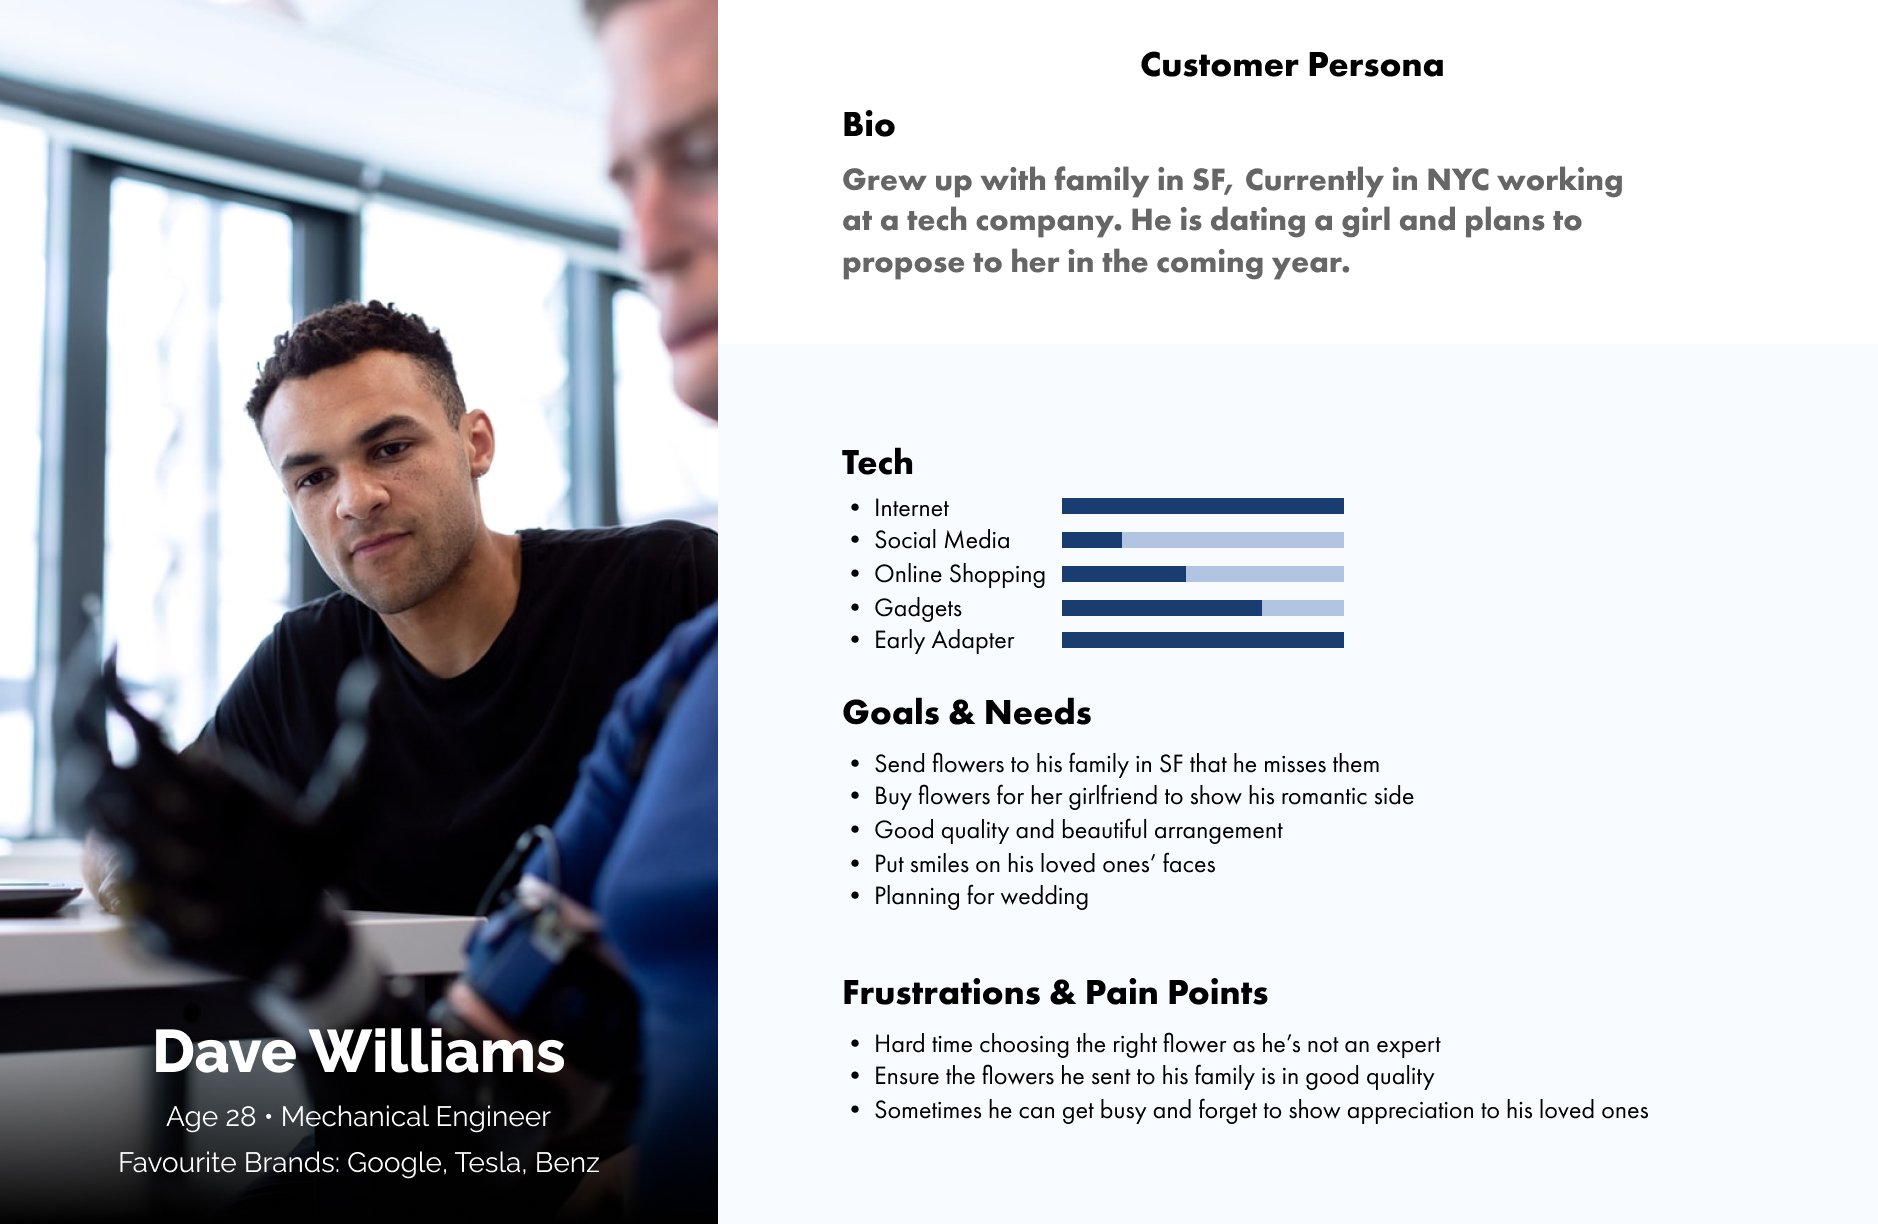 Customer Persona
Bio
Grew up with family in SF, Currently in NYC working
at a tech company. He is dating a girl and plans to
propose to her in the coming year.
Tech
• Internet
• Social Media
• Online Shopping
• Gadgets
• Early Adapter
Goals & Needs
• Send flowers to his family in SF that he misses them
• Buy flowers for her girlfriend to show his romantic side
• Good quality and beautiful arrangement
• Put smiles on his loved ones’ faces
• Planning for wedding
Frustrations & Pain Points
• Hard time choosing the right flower as he’s not an expert
• Ensure the flowers he sent to his family is in good quality
• Sometimes he can get busy and forget to show appreciation to his loved ones
Dave Williams
Age 28 • Mechanical Engineer
Favourite Brands: Google, Tesla, Benz